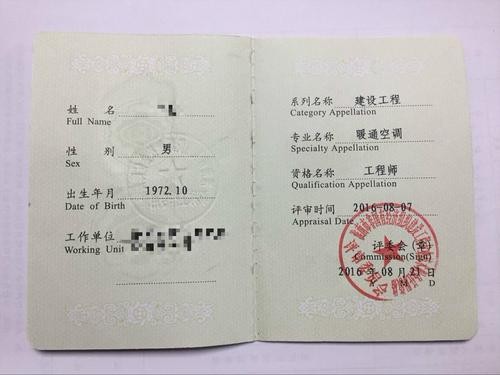 姓 名
Full Name
性 别 男
Sex
出生年月 1972.10
Date of Birth
工作单位
Working Unit
系列名称 建设工程
Category Appellation
专业名称 暖通空调
Specialty Appellation
资格名称 工程师
Qualification Appellation
评审时间 2016-08-07
Appraisal Date
评委会（章）
Commission(Sign)
2016 年 08 月 21 日
Y M D